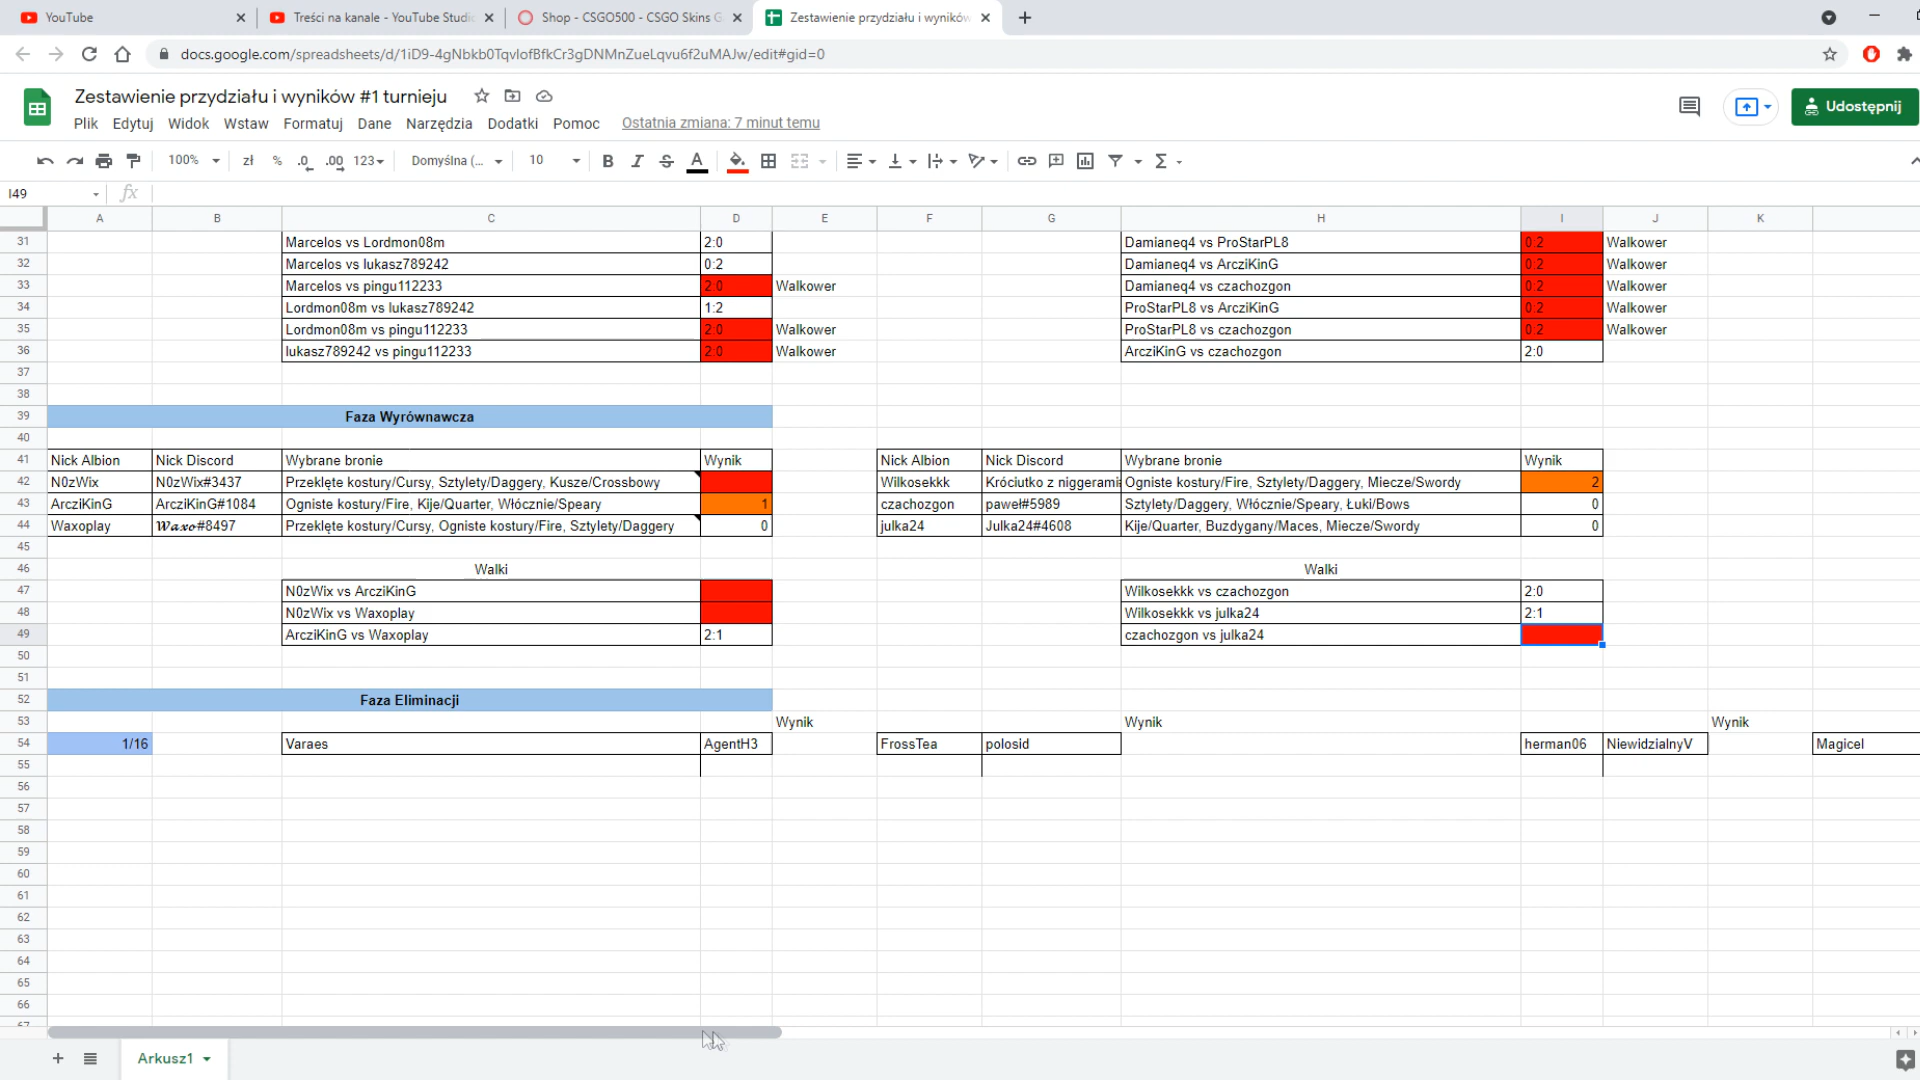 YouTube
Treści na kanale - YouTube Studi
Shop - CSGO500 - CSGO Skins G
Zestawienie przydziału i wyników
docs.google.com/spreadsheets/d/1iD9-4gNbkb0TqvlofBfkCr3gDNMnZueLqvu6f2uMAJw/edit#gid=0
Zestawienie przydziału i wyników #1 turnieju
Udostępnij
Plik Edytuj Widok Wstaw Formatuj Dane Narzędzia Dodatki Pomoc Ostatnia zmiana: 7 minut temu
100% zł % .0 .00 123 Domyślna (... 10 B I S A Σ
I49 fx
A B C D E F G H I J K
31 Marcelos vs Lordmon08m 2:0 Damianeq4 vs ProStarPL8 0:2 Walkower
32 Marcelos vs lukasz789242 0:2 Damianeq4 vs ArcziKinG 0:2 Walkower
33 Marcelos vs pingu112233 2:0 Walkower Damianeq4 vs czachozgon 0:2 Walkower
34 Lordmon08m vs lukasz789242 1:2 ProStarPL8 vs ArcziKinG 0:2 Walkower
35 Lordmon08m vs pingu112233 2:0 Walkower ProStarPL8 vs czachozgon 0:2 Walkower
36 lukasz789242 vs pingu112233 2:0 Walkower ArcziKinG vs czachozgon 2:0
37
38
39 Faza Wyrównawcza
40
41 Nick Albion Nick Discord Wybrane bronie Wynik Nick Albion Nick Discord Wybrane bronie Wynik
42 N0zWix N0zWix#3437 Przeklęte kostury/Cursy, Sztylety/Daggery, Kusze/Crossbowy Wilkosekkk Króciutko z niggerami Ogniste kostury/Fire, Sztylety/Daggery, Miecze/Swordy 2
43 ArcziKinG ArcziKinG#1084 Ogniste kostury/Fire, Kije/Quarter, Włócznie/Speary 1 czachozgon paweł#5989 Sztylety/Daggery, Włócznie/Speary, Łuki/Bows 0
44 Waxoplay 𝓦𝓪𝔁𝓸#8497 Przeklęte kostury/Cursy, Ogniste kostury/Fire, Sztylety/Daggery 0 julka24 Julka24#4608 Kije/Quarter, Buzdygany/Maces, Miecze/Swordy 0
45
46 Walki Walki
47 N0zWix vs ArcziKinG Wilkosekkk vs czachozgon 2:0
48 N0zWix vs Waxoplay Wilkosekkk vs julka24 2:1
49 ArcziKinG vs Waxoplay 2:1 czachozgon vs julka24
50
51
52 Faza Eliminacji
53 Wynik Wynik Wynik
54 1/16 Varaes AgentH3 FrossTea polosid herman06 NiewidzialnyV Magicel
55
56
57
58
59
60
61
62
63
64
65
66
67
Arkusz1